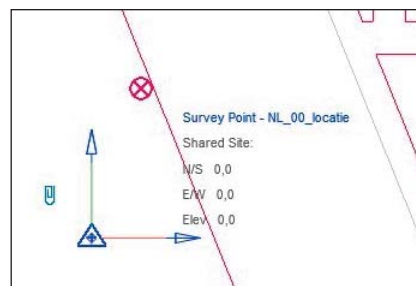 Survey Point - NL_00_locatie
Shared Site:
N/S 0,0
E/W 0,0
Elev 0,0